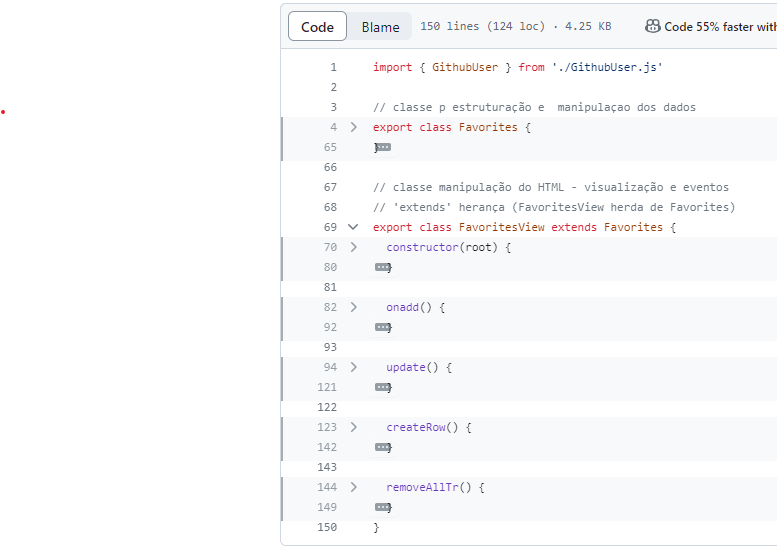 Code Blame 150 lines (124 loc) · 4.25 KB Code 55% faster with
1 import { GithubUser } from './GithubUser.js'
2
3 // classe p estruturação e  manipulaçao dos dados
4 export class Favorites {
65 }
66
67 // classe manipulação do HTML - visualização e eventos
68 // 'extends' herança (FavoritesView herda de Favorites)
69 export class FavoritesView extends Favorites {
70 constructor(root) {
80 }
81
82 onadd() {
92 }
93
94 update() {
121 }
122
123 createRow() {
142 }
143
144 removeAllTr() {
149 }
150 }